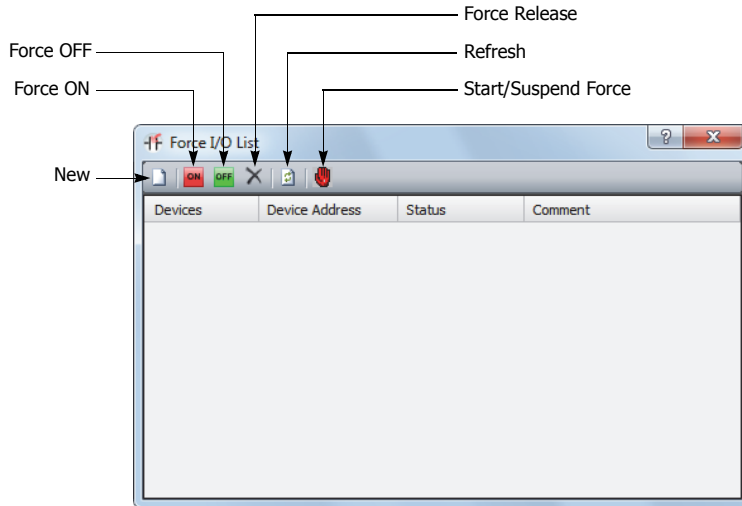 Force Release
Force OFF
Refresh
Force ON
Start/Suspend Force
Force I/O List
?
X
New
ON
OFF
Devices
Device Address
Status
Comment